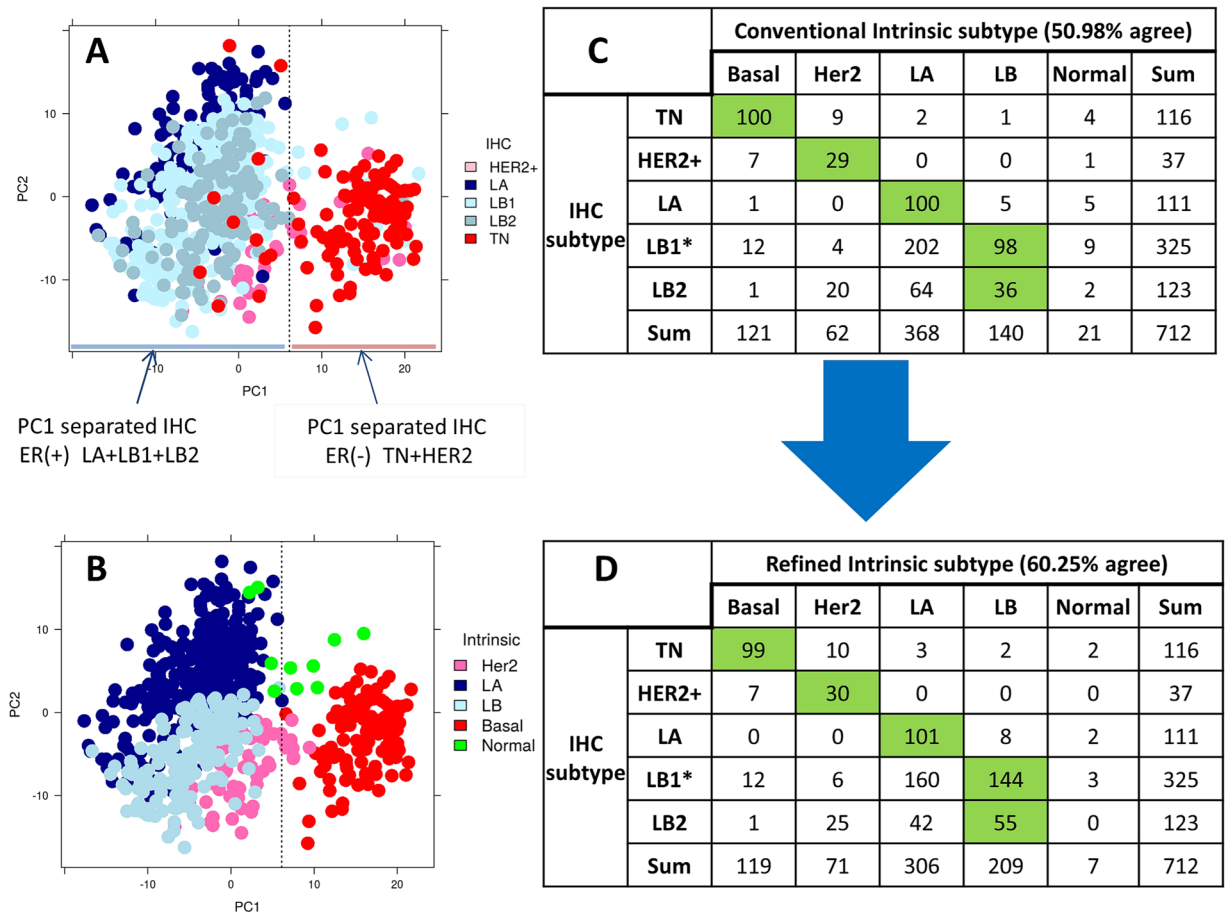 A
10
0
-10
PC2
-10
0
10
20
PC1
IHC
HER2+
LA
LB1
LB2
TN
PC1 separated IHC
ER(+) LA+LB1+LB2
PC1 separated IHC
ER(-) TN+HER2
B
10
0
-10
PC2
-10
0
10
20
PC1
Intrinsic
Her2
LA
LB
Basal
Normal
C
Conventional Intrinsic subtype (50.98% agree)
Basal Her2 LA LB Normal Sum
IHC
subtype
TN 100 9 2 1 4 116
HER2+ 7 29 0 0 1 37
LA 1 0 100 5 5 111
LB1* 12 4 202 98 9 325
LB2 1 20 64 36 2 123
Sum 121 62 368 140 21 712
D
Refined Intrinsic subtype (60.25% agree)
Basal Her2 LA LB Normal Sum
IHC
subtype
TN 99 10 3 2 2 116
HER2+ 7 30 0 0 0 37
LA 0 0 101 8 2 111
LB1* 12 6 160 144 3 325
LB2 1 25 42 55 0 123
Sum 119 71 306 209 7 712